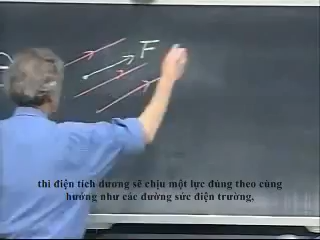 F
thì điện tích dương sẽ chịu một lực đúng theo cùng
hướng như các đường sức điện trường,